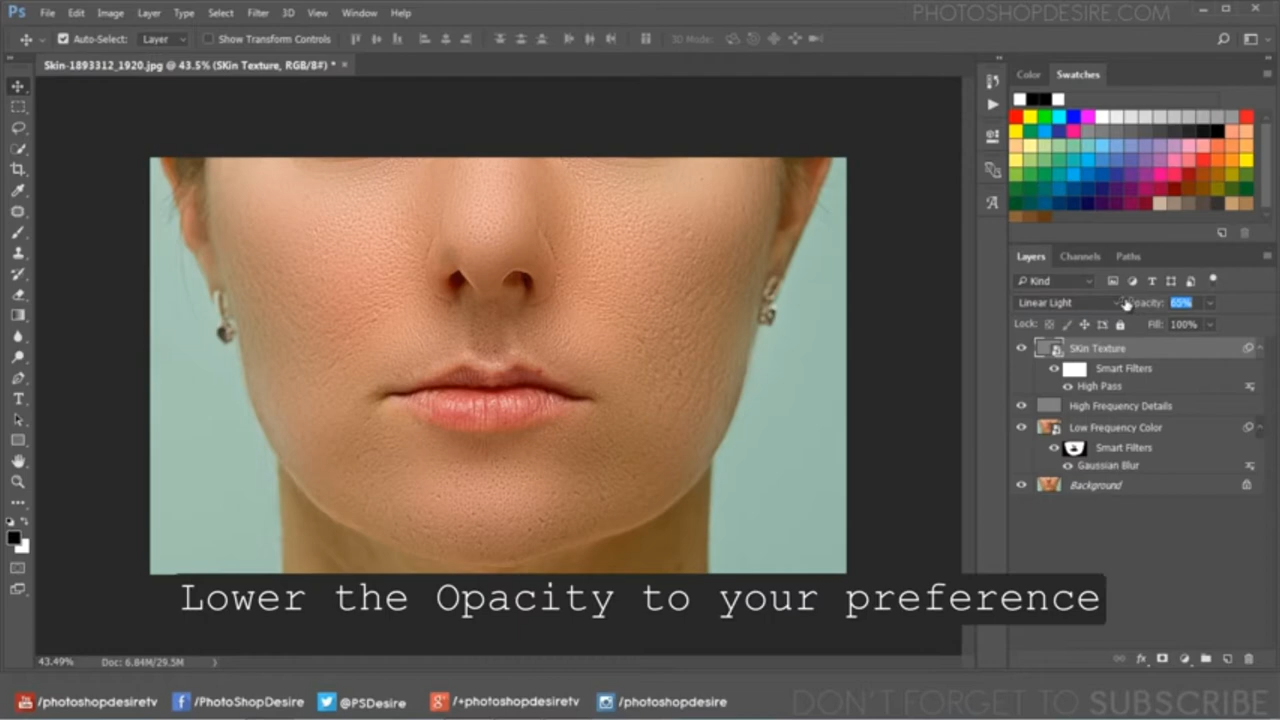 Ps File Edit Image Layer Type Select Filter 3D View Window Help
PHOTOSHOPDESIRE.COM
Auto-Select: Layer Show Transform Controls 3D Mode:
Skin-1893312_1920.jpg @ 43.5% (SKin Texture, RGB/8#) *
Color Swatches
Layers Channels Paths
Kind
Linear Light Opacity: 65%
Lock: Fill: 100%
SKin Texture
Smart Filters
High Pass
High Frequency Details
Low Frequency Color
Smart Filters
Gaussian Blur
Background
Lower the Opacity to your preference
43.49% Doc: 6.84M/29.5M
fx
/photoshopdesiretv /PhotoShopDesire @PSDesire /+photoshopdesiretv /photoshopdesire
DON'T FORGET TO SUBSCRIBE